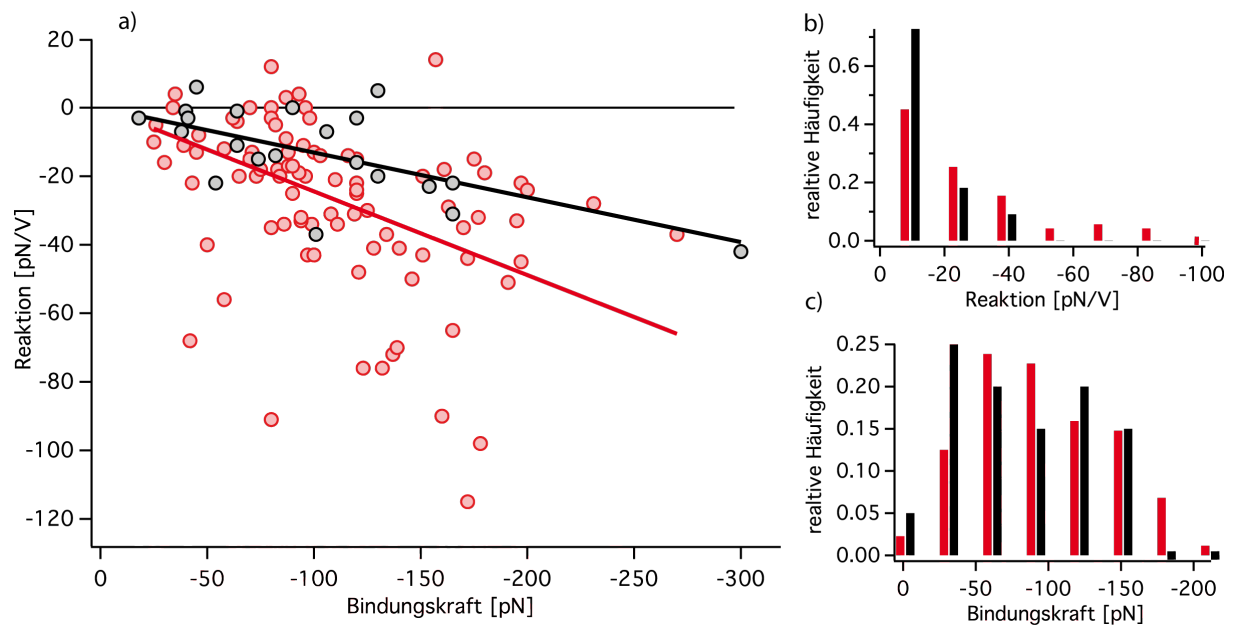 a)
20
0
-20
-40
-60
-80
-100
-120
Reaktion [pN/V]
0 -50 -100 -150 -200 -250 -300
Bindungskraft [pN]
b)
0.6
0.4
0.2
0.0
realtive Häufigkeit
0 -20 -40 -60 -80 -100
Reaktion [pN/V]
c)
0.25
0.20
0.15
0.10
0.05
0.00
realtive Häufigkeit
0 -50 -100 -150 -200
Bindungskraft [pN]